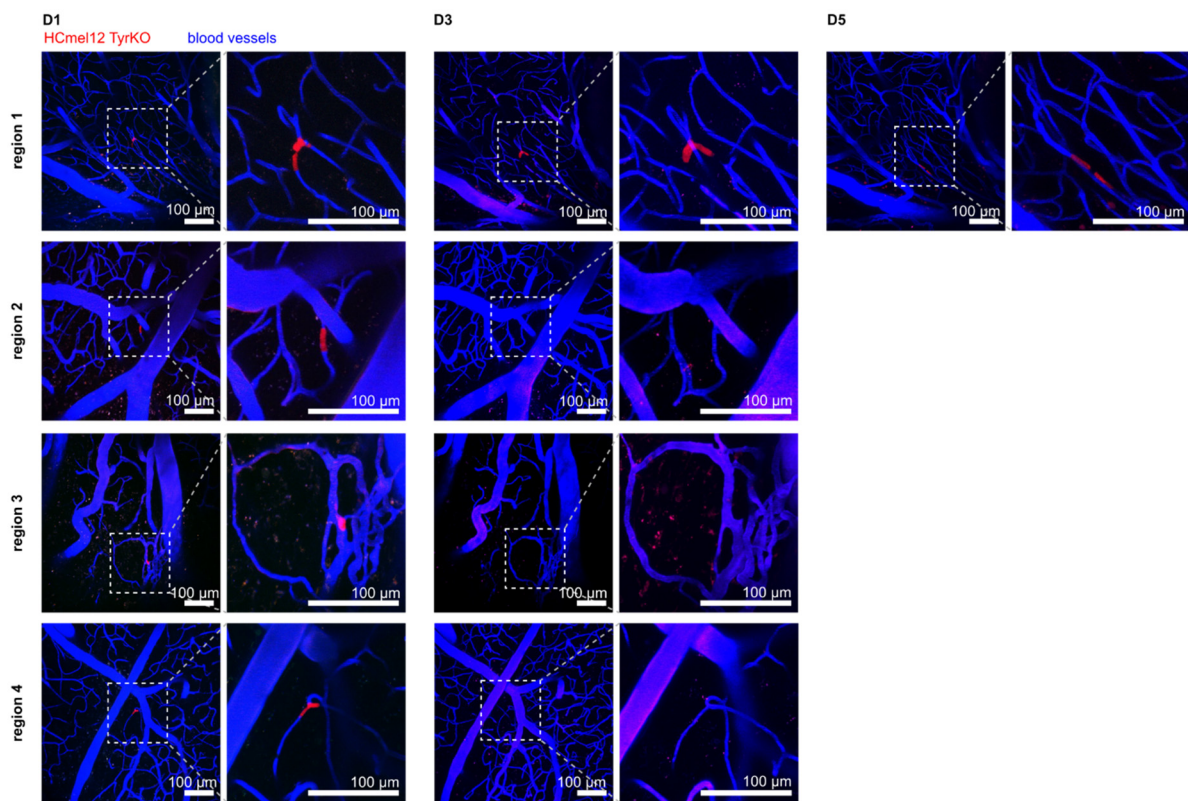 D1 D3 D5
HCmel12 TyrKO blood vessels
region 1
100 µm 100 µm 100 µm 100 µm 100 µm 100 µm
region 2
100 µm 100 µm 100 µm 100 µm
region 3
100 µm 100 µm 100 µm 100 µm
region 4
100 µm 100 µm 100 µm 100 µm